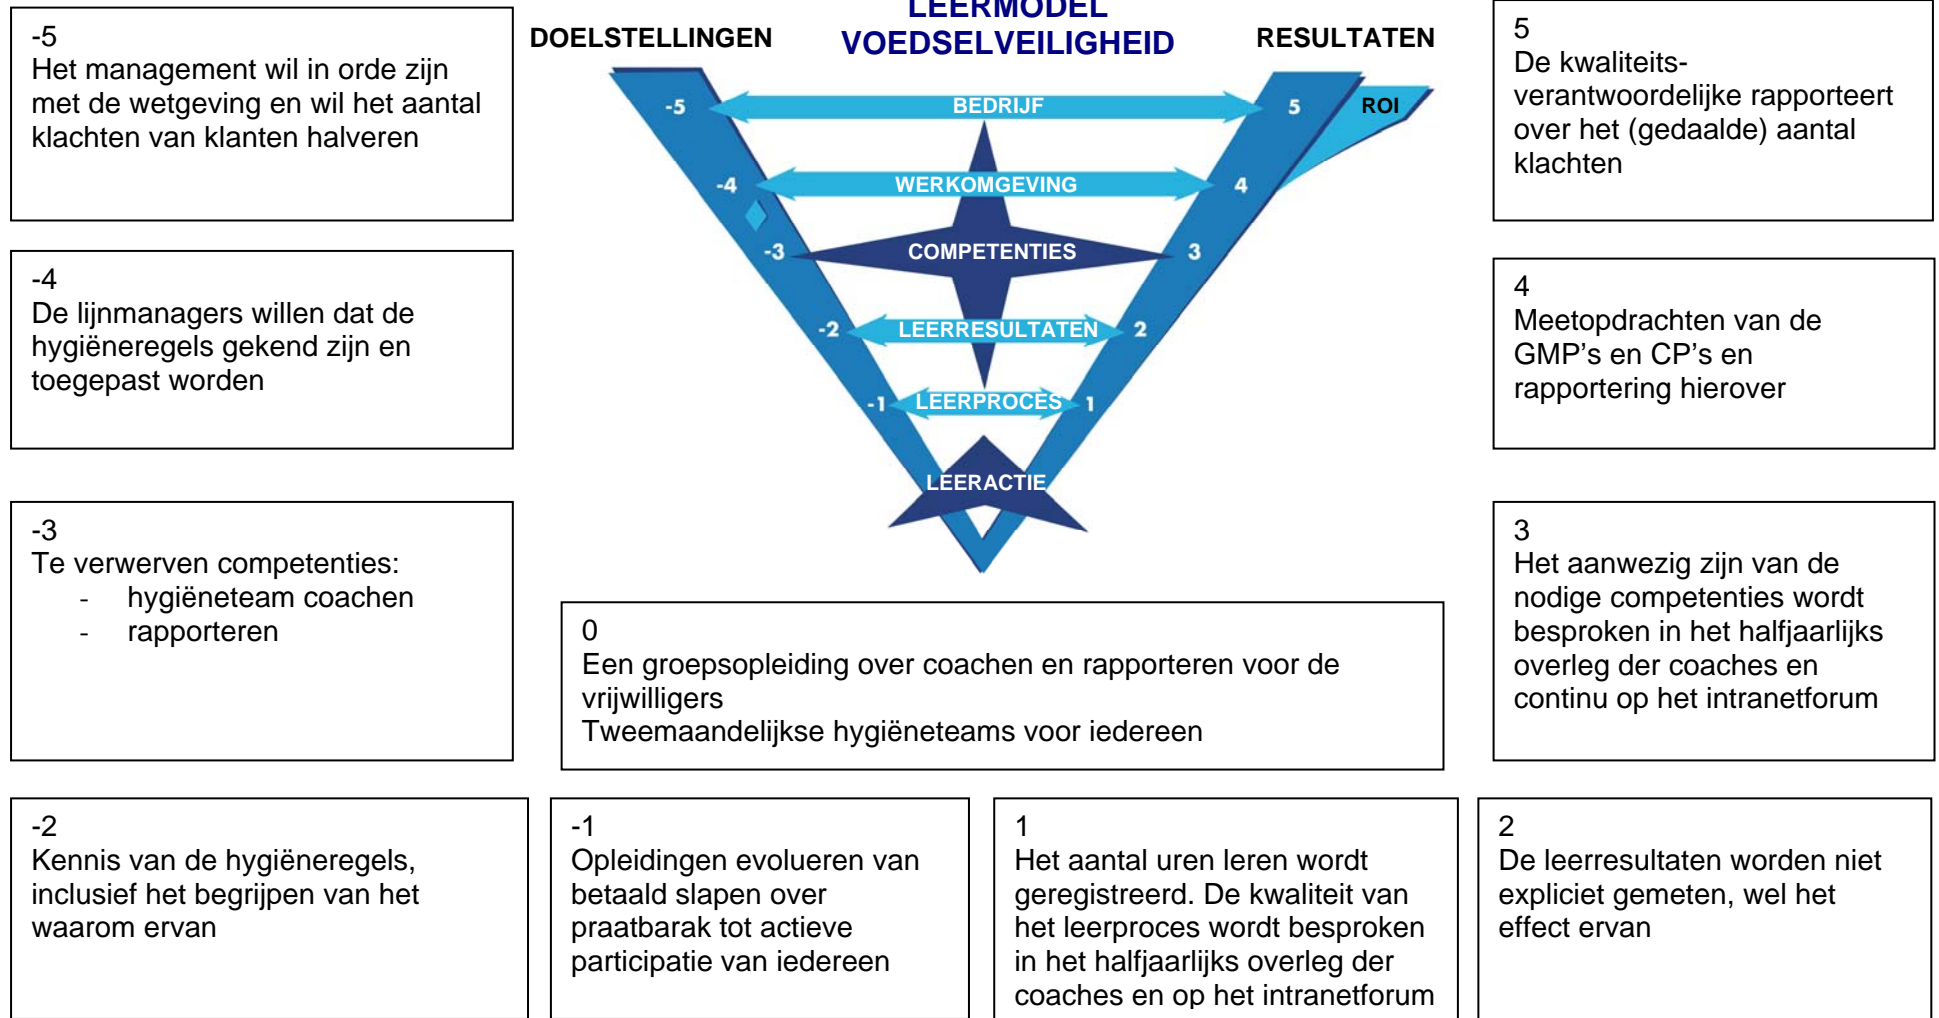 LEERMODEL
VOEDSELVEILIGHEID
DOELSTELLINGEN
RESULTATEN
-5
Het management wil in orde zijn
met de wetgeving en wil het aantal
klachten van klanten halveren
-4
De lijnmanagers willen dat de
hygiëneregels gekend zijn en
toegepast worden
-3
Te verwerven competenties:
- hygiëneteam coachen
- rapporteren
-5
BEDRIJF
5
ROI
-4
WERKOMGEVING
4
-3
COMPETENTIES
3
-2
LEERRESULTATEN
2
-1
LEERPROCES
1
LEERACTIE
5
De kwaliteits-
verantwoordelijke rapporteert
over het (gedaalde) aantal
klachten
4
Meetopdrachten van de
GMP's en CP's en
rapportering hierover
3
Het aanwezig zijn van de
nodige competenties wordt
besproken in het halfjaarlijks
overleg der coaches en
continu op het intranetforum
0
Een groepsopleiding over coachen en rapporteren voor de
vrijwilligers
Tweemaandelijkse hygiëneteams voor iedereen
-2
Kennis van de hygiëneregels,
inclusief het begrijpen van het
waarom ervan
-1
Opleidingen evolueren van
betaald slapen over
praatbarak tot actieve
participatie van iedereen
1
Het aantal uren leren wordt
geregistreerd. De kwaliteit van
het leerproces wordt besproken
in het halfjaarlijks overleg der
coaches en op het intranetforum
2
De leerresultaten worden niet
expliciet gemeten, wel het
effect ervan